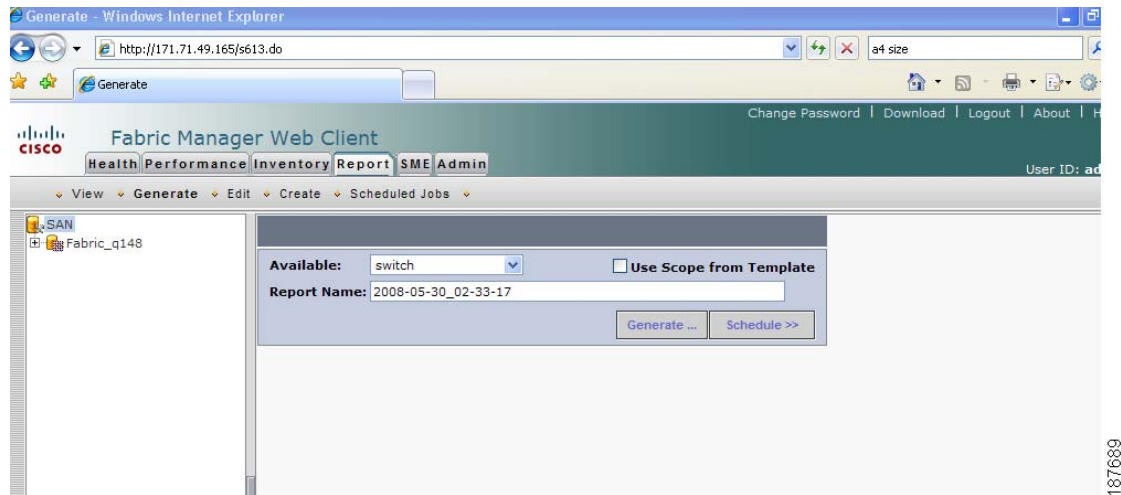 Generate - Windows Internet Explorer
http://171.71.49.165/s613.do
a4 size
Generate
Change Password | Download | Logout | About |
cisco
Fabric Manager Web Client
Health Performance Inventory Report SME Admin
User ID:
View Generate Edit Create Scheduled Jobs
SAN
Fabric_q148
Available: switch Use Scope from Template
Report Name: 2008-05-30_02-33-17
Generate ... Schedule >>
187689